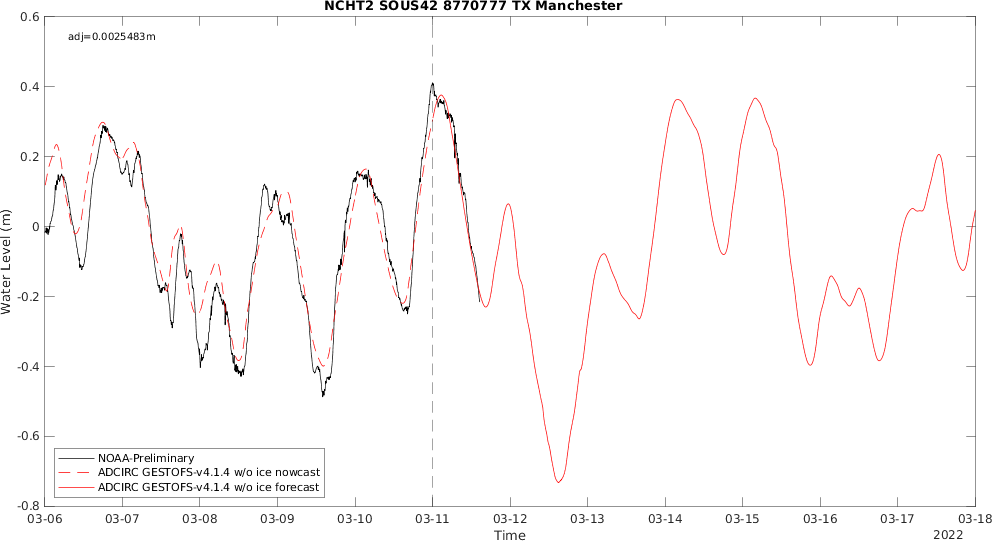 NCHT2 SOUS42 8770777 TX Manchester
adj=0.0025483m
0.6
0.4
0.2
0
-0.2
-0.4
-0.6
-0.8
Water Level (m)
NOAA-Preliminary
ADCIRC GESTOFS-v4.1.4 w/o ice nowcast
ADCIRC GESTOFS-v4.1.4 w/o ice forecast
03-06 03-07 03-08 03-09 03-10 03-11 03-12 03-13 03-14 03-15 03-16 03-17 03-18
Time
2022